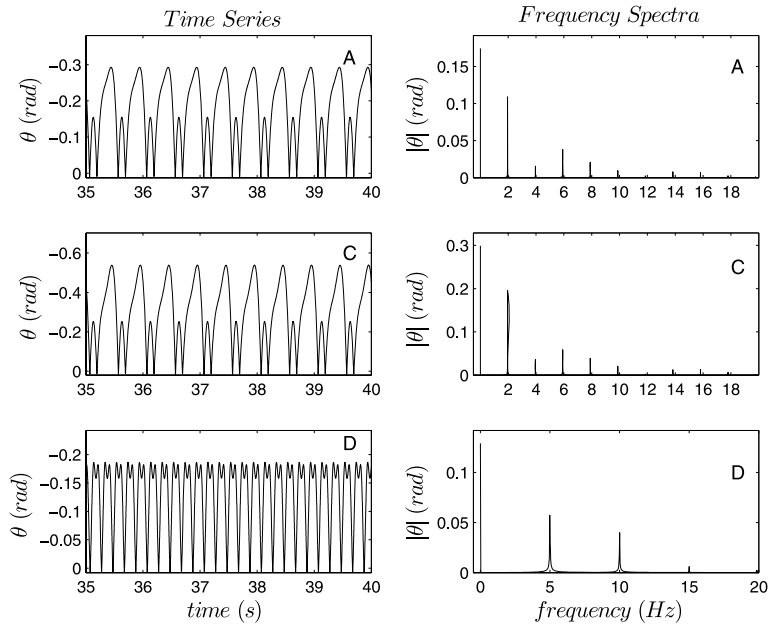 Time Series
Frequency Spectra
A
θ (rad)
−0.3
−0.2
−0.1
0
35 36 37 38 39 40
A
|θ| (rad)
0.15
0.1
0.05
0
2 4 6 8 10 12 14 16 18
C
θ (rad)
−0.6
−0.4
−0.2
0
35 36 37 38 39 40
C
|θ| (rad)
0.3
0.2
0.1
0
2 4 6 8 10 12 14 16 18
D
θ (rad)
−0.2
−0.15
−0.1
−0.05
0
35 36 37 38 39 40
time (s)
D
|θ| (rad)
0.1
0.05
0
0 5 10 15 20
frequency (Hz)